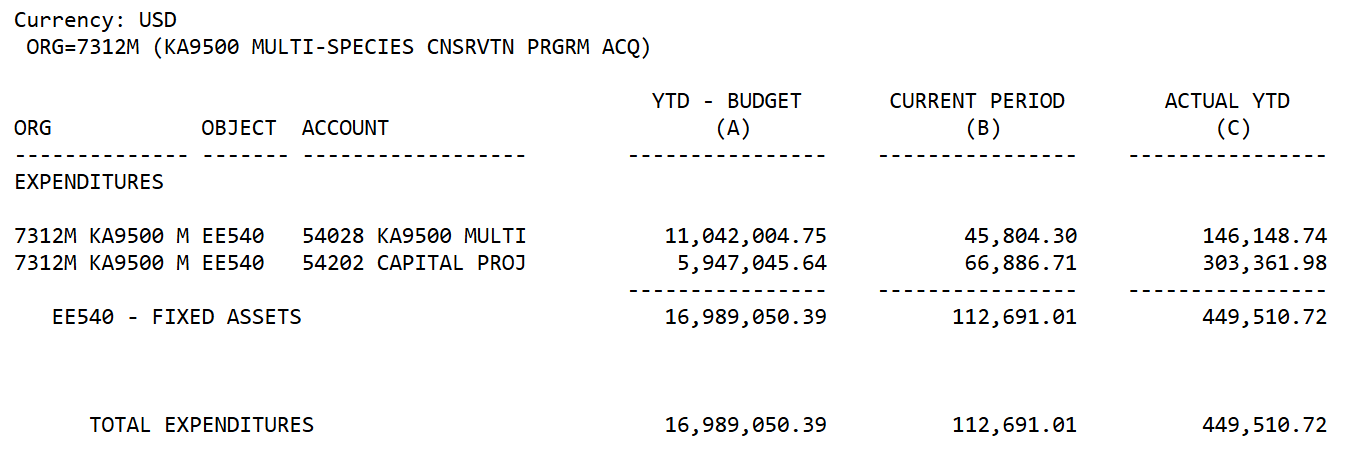 Currency: USD
ORG=7312M (KA9500 MULTI-SPECIES CNSRVTN PRGRM ACQ)
YTD - BUDGET CURRENT PERIOD ACTUAL YTD
ORG OBJECT ACCOUNT (A) (B) (C)
-------------- ------- ------------------ ---------------- ---------------- ----------------
EXPENDITURES
7312M KA9500 M EE540 54028 KA9500 MULTI 11,042,004.75 45,804.30 146,148.74
7312M KA9500 M EE540 54202 CAPITAL PROJ 5,947,045.64 66,886.71 303,361.98
---------------- ---------------- ----------------
EE540 - FIXED ASSETS 16,989,050.39 112,691.01 449,510.72
TOTAL EXPENDITURES 16,989,050.39 112,691.01 449,510.72